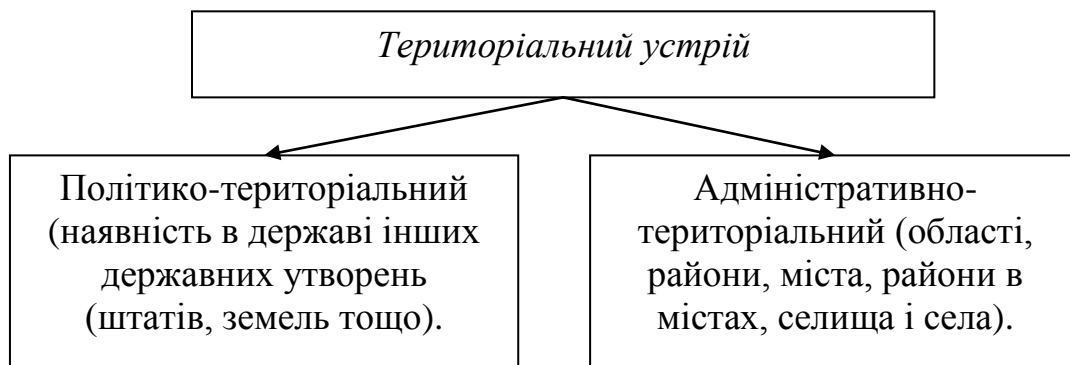 Територіальний устрій
Політико-територіальний
(наявність в державі інших
державних утворень
(штатів, земель тощо).
Адміністративно-
територіальний (області,
райони, міста, райони в
містах, селища і села).